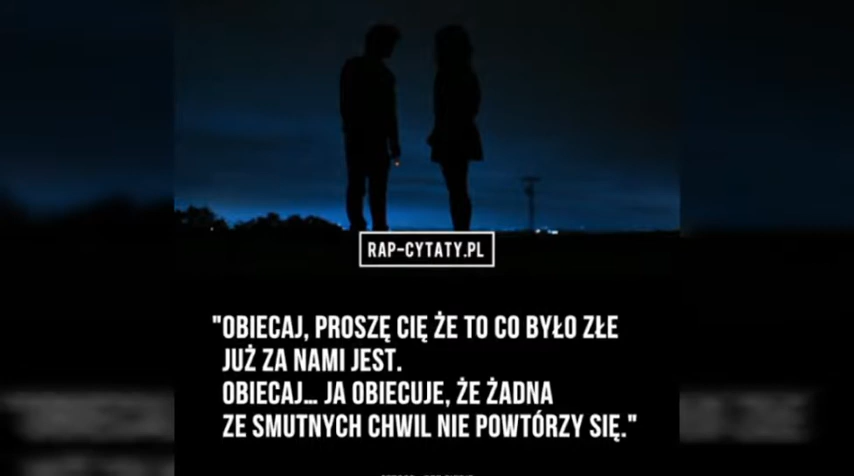 RAP-CYTATY.PL
"OBIECAJ, PROSZĘ CIĘ ŻE TO CO BYŁO ZŁE
JUŻ ZA NAMI JEST.
OBIECAJ... JA OBIECUJE, ŻE ŻADNA
ZE SMUTNYCH CHWIL NIE POWTÓRZY SIĘ."